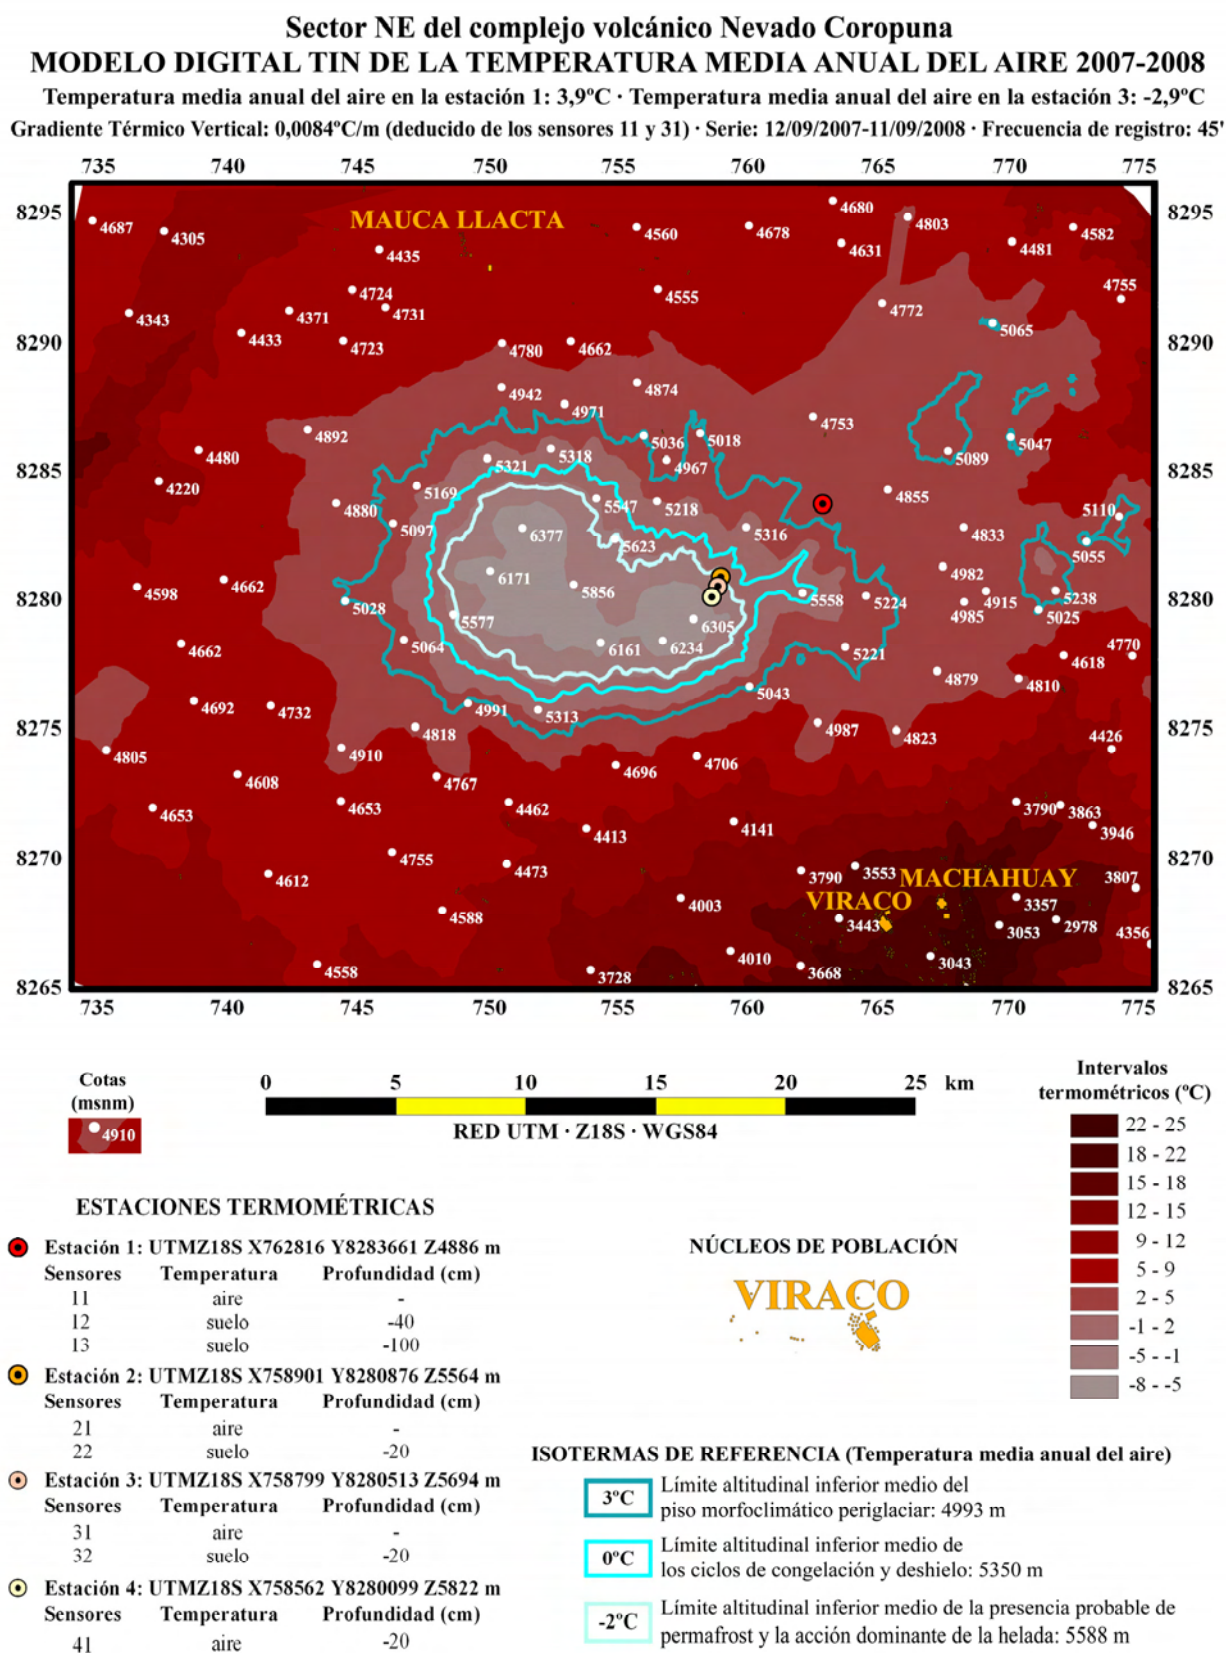 Sector NE del complejo volcánico Nevado Coropuna
MODELO DIGITAL TIN DE LA TEMPERATURA MEDIA ANUAL DEL AIRE 2007-2008
Temperatura media anual del aire en la estación 1: 3,9ºC · Temperatura media anual del aire en la estación 3: -2,9ºC
Gradiente Térmico Vertical: 0,0084ºC/m (deducido de los sensores 11 y 31) · Serie: 12/09/2007-11/09/2008 · Frecuencia de registro: 45'
735 740 745 750 755 760 765 770 775
8295 8295
4687 4305 MAUCA LLACTA 4435 4560 4678 4680 4631 4803 4481 4582
4343 4371 4724 4731 4555 4772 4755
4433 4723 4780 4662 5065
8290 8290
4942 4971 4874 4753
4892 5036 5018 5047
4480 5321 5318 4967 5089
8285 8285
4220 5169 4880 5547 5218 4855 5110
5097 6377 5623 5316 4833 5055
4598 4662 6171 5856 4982 4915 5238
8280 8280
5028 5577 6305 5558 5224 4985 5025
4662 5064 6161 6234 5221 4618 4770
4692 4732 4991 5313 5043 4879 4810
8275 8275
4805 4910 4818 4987 4823 4426
4608 4767 4696 4706
4653 4653 4462 4413 4141 3790 3863 3946
8270 8270
4612 4755 4473 3790 3553 MACHAHUAY 3807
4588 4003 VIRACO 3443 3357 3053 2978 4356
4558 3728 4010 3668 3043
8265 8265
735 740 745 750 755 760 765 770 775
Cotas
(msnm)
4910
0 5 10 15 20 25 km
RED UTM · Z18S · WGS84
Intervalos
termométricos (ºC)
22 - 25
18 - 22
15 - 18
12 - 15
9 - 12
5 - 9
2 - 5
-1 - 2
-5 - -1
-8 - -5
ESTACIONES TERMOMÉTRICAS
Estación 1: UTMZ18S X762816 Y8283661 Z4886 m
Sensores Temperatura Profundidad (cm)
11 aire -
12 suelo -40
13 suelo -100
Estación 2: UTMZ18S X758901 Y8280876 Z5564 m
Sensores Temperatura Profundidad (cm)
21 aire -
22 suelo -20
Estación 3: UTMZ18S X758799 Y8280513 Z5694 m
Sensores Temperatura Profundidad (cm)
31 aire -
32 suelo -20
Estación 4: UTMZ18S X758562 Y8280099 Z5822 m
Sensores Temperatura Profundidad (cm)
41 aire -20
NÚCLEOS DE POBLACIÓN
VIRACO
ISOTERMAS DE REFERENCIA (Temperatura media anual del aire)
3ºC Límite altitudinal inferior medio del
piso morfoclimático periglaciar: 4993 m
0ºC Límite altitudinal inferior medio de
los ciclos de congelación y deshielo: 5350 m
-2ºC Límite altitudinal inferior medio de la presencia probable de
permafrost y la acción dominante de la helada: 5588 m